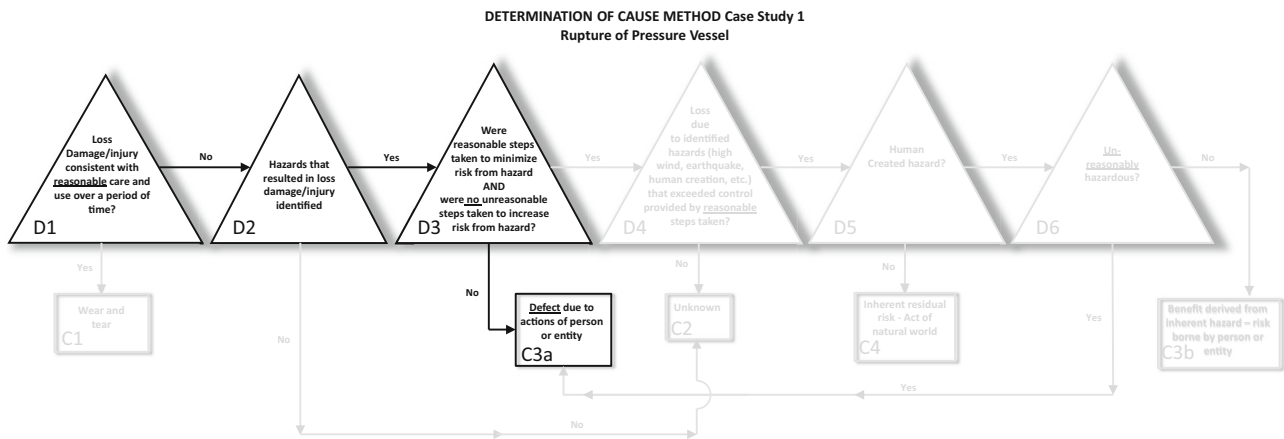 DETERMINATION OF CAUSE METHOD Case Study 1
Rupture of Pressure Vessel
Loss
Damage/injury
consistent with
reasonable care and
use over a period of
time?
D1
No
Hazards that
resulted in loss
damage/injury
identified
D2
Yes
Were
reasonable steps
taken to minimize
risk from hazard
AND
were no unreasonable
steps taken to increase
risk from hazard?
D3
Yes
Loss
due
to identified
hazards (high
wind, earthquake,
human creation, etc.)
that exceeded control
provided by reasonable
steps taken?
D4
Yes
Human
Created hazard?
D5
Yes
Un-
reasonably
hazardous?
D6
No
Yes
Wear and
tear
C1
No
No
Defect due to
actions of person
or entity
C3a
No
Unknown
C2
No
Inherent residual
risk - Act of
natural world
C4
Yes
Benefit derived from
inherent hazard – risk
borne by person or
entity
C3b
Yes
No